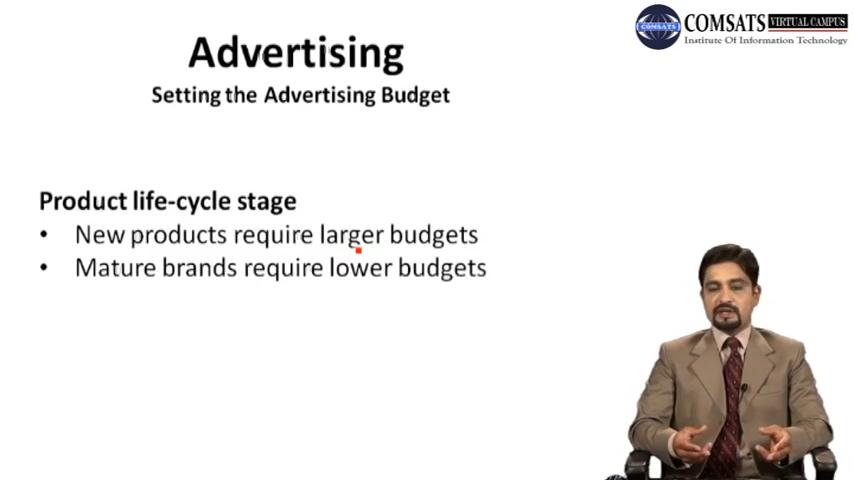 COMSATS VIRTUAL CAMPUS
COMSATS
Institute Of Information Technology
Advertising
Setting the Advertising Budget
Product life-cycle stage
• New products require larger budgets
• Mature brands require lower budgets